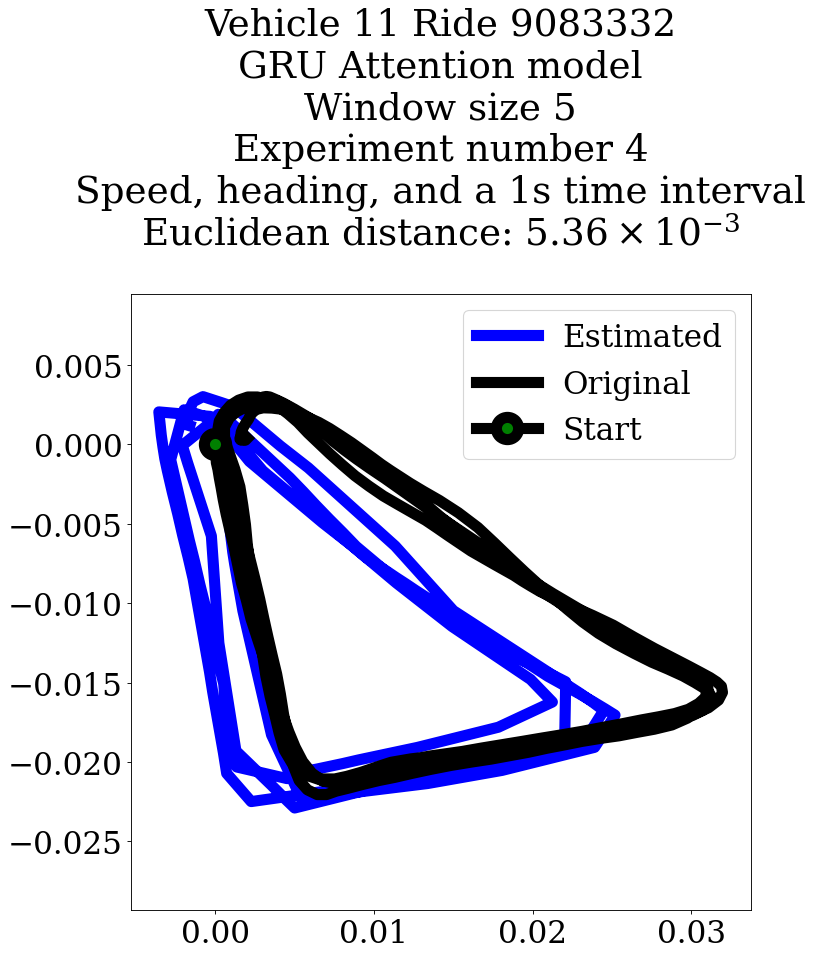 Vehicle 11 Ride 9083332
GRU Attention model
Window size 5
Experiment number 4
Speed, heading, and a 1s time interval
Euclidean distance: 5.36 × 10⁻³
Estimated
Original
Start
0.005
0.000
−0.005
−0.010
−0.015
−0.020
−0.025
0.00 0.01 0.02 0.03